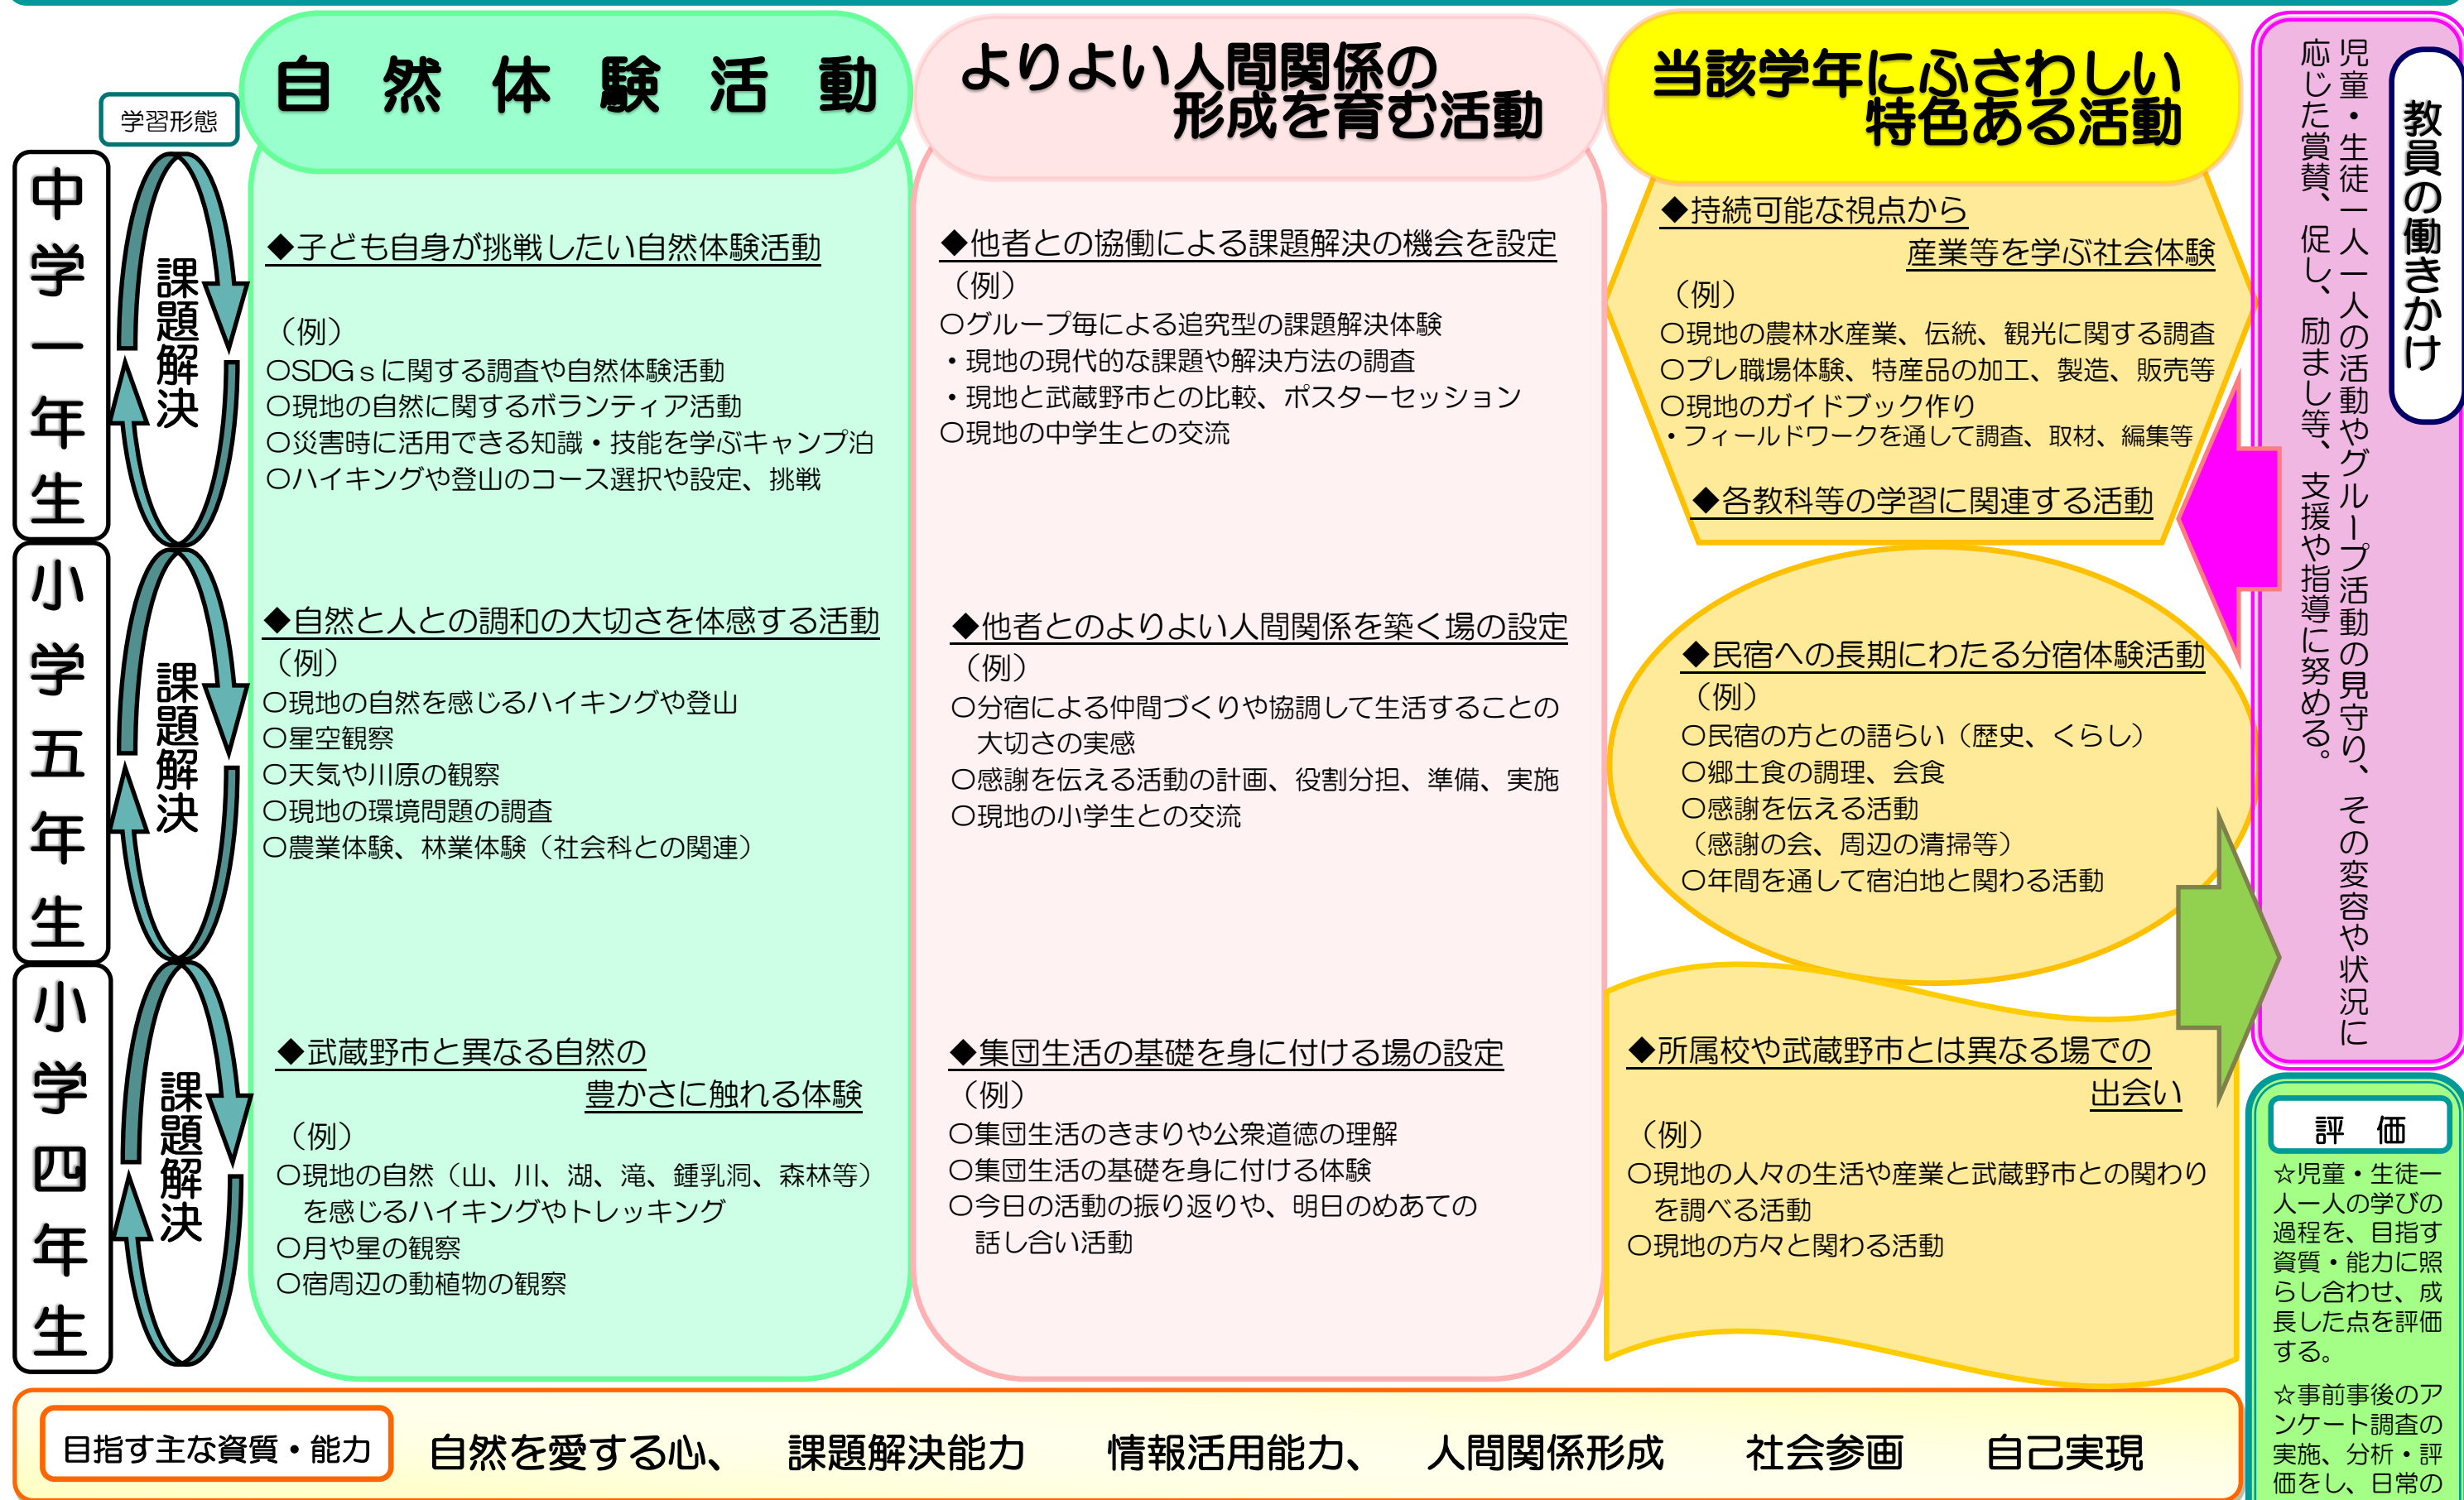 学習形態
自然体験活動
よりよい人間関係の
形成を育む活動
当該学年にふさわしい
特色ある活動
中学一年生
課題解決
◆子ども自身が挑戦したい自然体験活動
（例）
〇SDGｓに関する調査や自然体験活動
〇現地の自然に関するボランティア活動
〇災害時に活用できる知識・技能を学ぶキャンプ泊
〇ハイキングや登山のコース選択や設定、挑戦
◆他者との協働による課題解決の機会を設定
（例）
〇グループ毎による追究型の課題解決体験
・現地の現代的な課題や解決方法の調査
・現地と武蔵野市との比較、ポスターセッション
〇現地の中学生との交流
◆持続可能な視点から
産業等を学ぶ社会体験
（例）
〇現地の農林水産業、伝統、観光に関する調査
〇プレ職場体験、特産品の加工、製造、販売等
〇現地のガイドブック作り
・フィールドワークを通して調査、取材、編集等
◆各教科等の学習に関連する活動
小学五年生
課題解決
◆自然と人との調和の大切さを体感する活動
（例）
〇現地の自然を感じるハイキングや登山
〇星空観察
〇天気や川原の観察
〇現地の環境問題の調査
〇農業体験、林業体験（社会科との関連）
◆他者とのよりよい人間関係を築く場の設定
（例）
〇分宿による仲間づくりや協調して生活することの
大切さの実感
〇感謝を伝える活動の計画、役割分担、準備、実施
〇現地の小学生との交流
◆民宿への長期にわたる分宿体験活動
（例）
〇民宿の方との語らい（歴史、くらし）
〇郷土食の調理、会食
〇感謝を伝える活動
（感謝の会、周辺の清掃等）
〇年間を通して宿泊地と関わる活動
小学四年生
課題解決
◆武蔵野市と異なる自然の
豊かさに触れる体験
（例）
〇現地の自然（山、川、湖、滝、鍾乳洞、森林等）
を感じるハイキングやトレッキング
〇月や星の観察
〇宿周辺の動植物の観察
◆集団生活の基礎を身に付ける場の設定
（例）
〇集団生活のきまりや公衆道徳の理解
〇集団生活の基礎を身に付ける体験
〇今日の活動の振り返りや、明日のめあての
話し合い活動
◆所属校や武蔵野市とは異なる場での
出会い
（例）
〇現地の人々の生活や産業と武蔵野市との関わり
を調べる活動
〇現地の方々と関わる活動
教員の働きかけ
児童・生徒一人一人の活動やグループ活動の見守り、その変容や状況に
応じた賞賛、促し、励まし等、支援や指導に努める。
評　価
☆児童・生徒一
人一人の学びの
過程を、目指す
資質・能力に照
らし合わせ、成
長した点を評価
する。
☆事前事後のア
ンケート調査の
実施、分析・評
価をし、日常の
目指す主な資質・能力
自然を愛する心、　課題解決能力　　情報活用能力、　人間関係形成　　社会参画　　自己実現